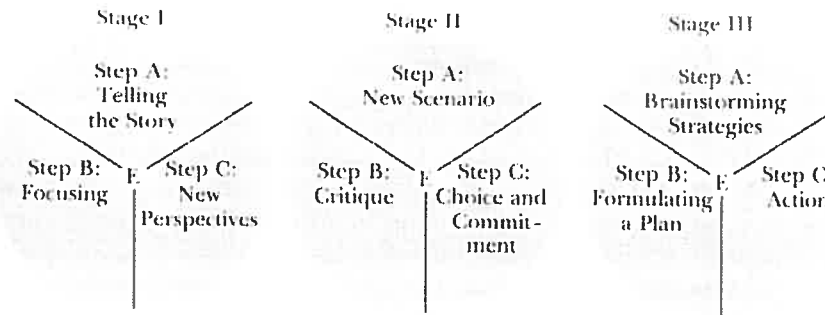 Stage I
Step A:
Telling
the Story
Step B:
Focusing
E
Step C:
New
Perspectives
Stage II
Step A:
New Scenario
Step B:
Critique
E
Step C:
Choice and
Commit-
ment
Stage III
Step A:
Brainstorming
Strategies
Step B:
Formulating
a Plan
E
Step C
Action